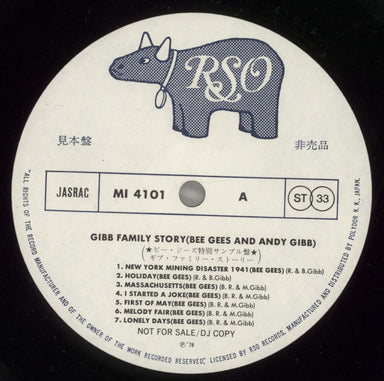 RSO
見本盤
非売品
JASRAC
MI 4101
A
ST 33
GIBB FAMILY STORY(BEE GEES AND ANDY GIBB)
(★ビー・ジーズ特別サンプル盤★
ギブ・ファミリー・ストーリー)
1. NEW YORK MINING DISASTER 1941(BEE GEES) (R. & B.Gibb)
2. HOLIDAY(BEE GEES) (R. & B.Gibb)
3. MASSACHUSETTS(BEE GEES) (B. R. & M.Gibb)
4. I STARTED A JOKE(BEE GEES) (B. R. & M.Gibb)
5. FIRST OF MAY(BEE GEES) (B. R. & M.Gibb)
6. MELODY FAIR(BEE GEES) (B. R. & M.Gibb)
7. LONELY DAYS(BEE GEES) (B. R. & M.Gibb)
NOT FOR SALE/DJ COPY
Ⓟ'78
"ALL RIGHTS OF THE RECORD MANUFACTURER AND OF THE OWNER OF THE WORK RECORDED RESERVED", LICENSED BY RSO RECORDS. MANUFACTURED AND DISTRIBUTED BY POLYDOR K. K., JAPAN.